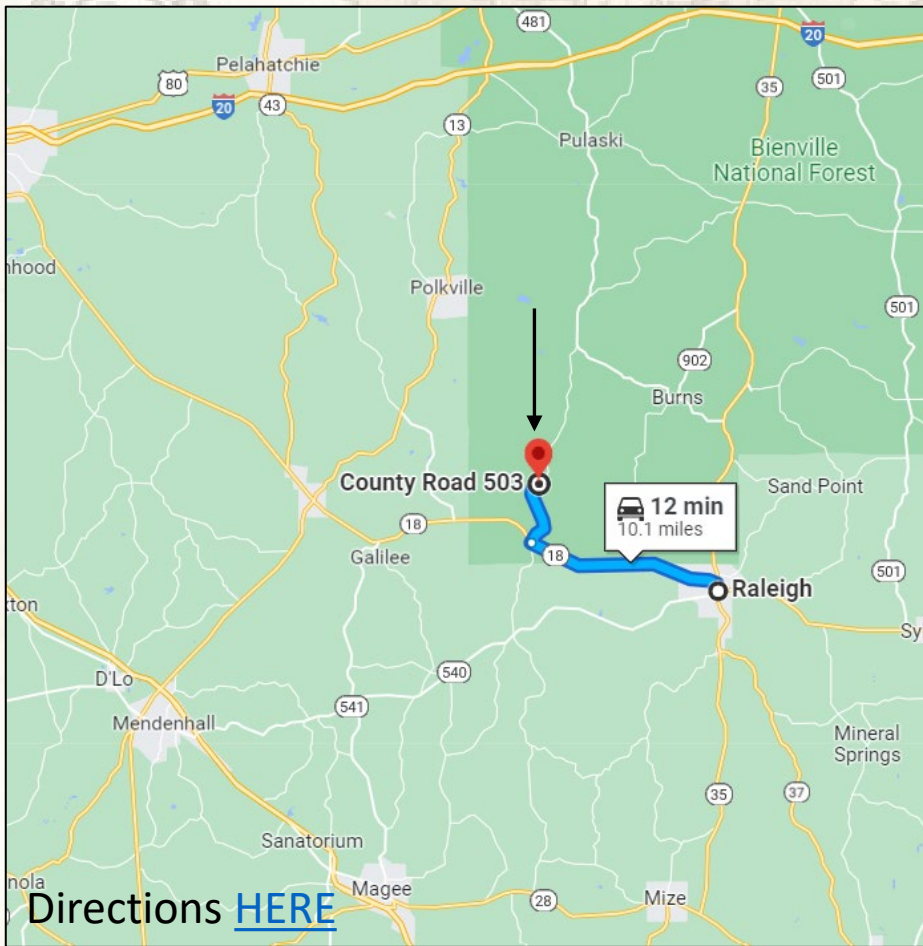 481
20
Pelahatchie
80
501
35
20
43
13
Pulaski
Bienville
National Forest
nhood
Polkville
501
902
Burns
County Road 503
12 min
10.1 miles
Sand Point
18
18
Galilee
501
Raleigh
xton
Sy
D'Lo
540
541
Mendenhall
Mineral
Springs
35
37
Sanatorium
nola
Magee
28
Mize
Directions HERE